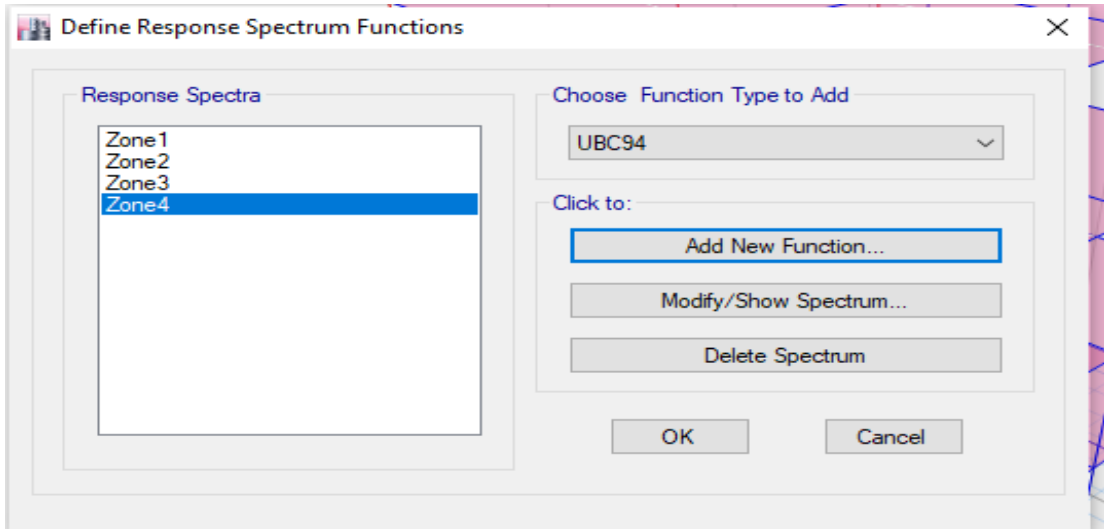 Define Response Spectrum Functions
Response Spectra
Zone1
Zone2
Zone3
Zone4
Choose Function Type to Add
UBC94
Click to:
Add New Function...
Modify/Show Spectrum...
Delete Spectrum
OK
Cancel